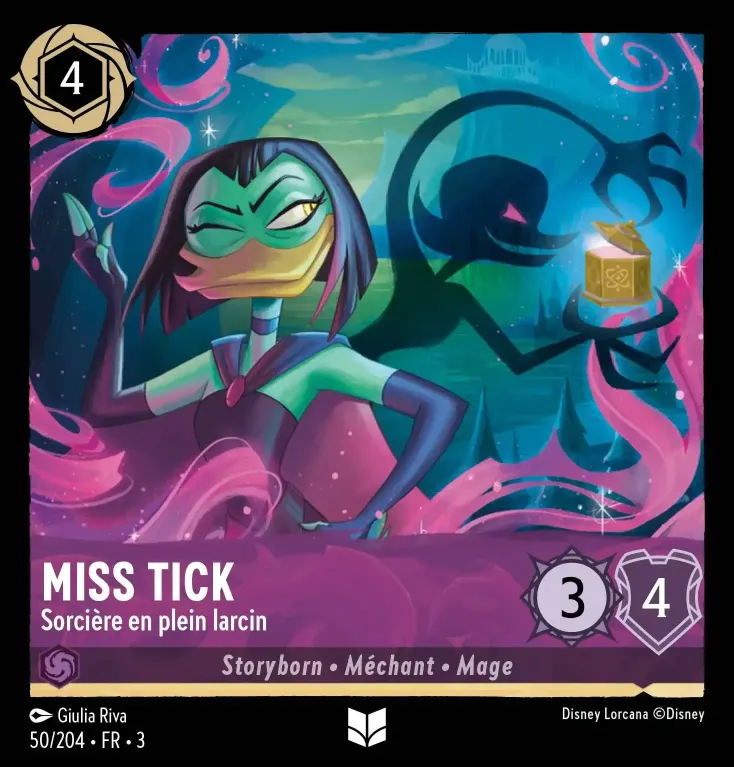 4
MISS TICK
Sorcière en plein larcin
3
4
Storyborn • Méchant • Mage
Giulia Riva
Disney Lorcana ©Disney
50/204 • FR • 3